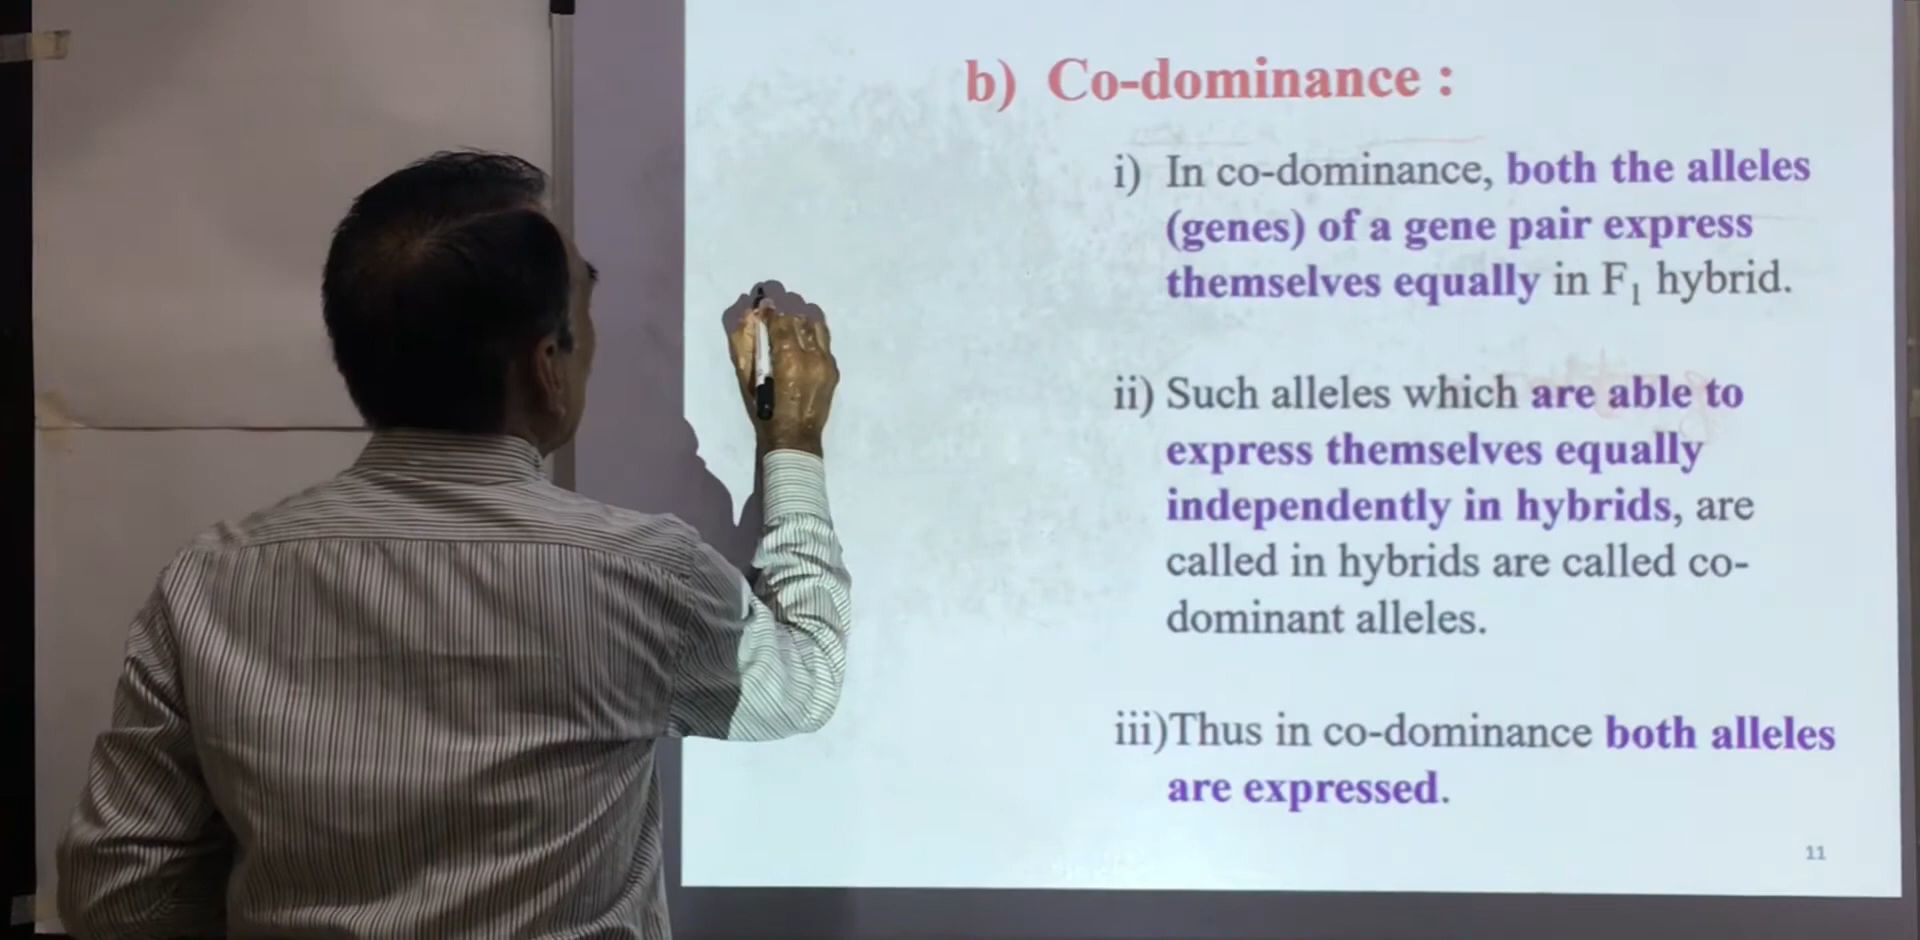 b) Co-dominance :
i) In co-dominance, both the alleles
(genes) of a gene pair express
themselves equally in F₁ hybrid.
ii) Such alleles which are able to
express themselves equally
independently in hybrids, are
called in hybrids are called co-
dominant alleles.
iii)Thus in co-dominance both alleles
are expressed.
11